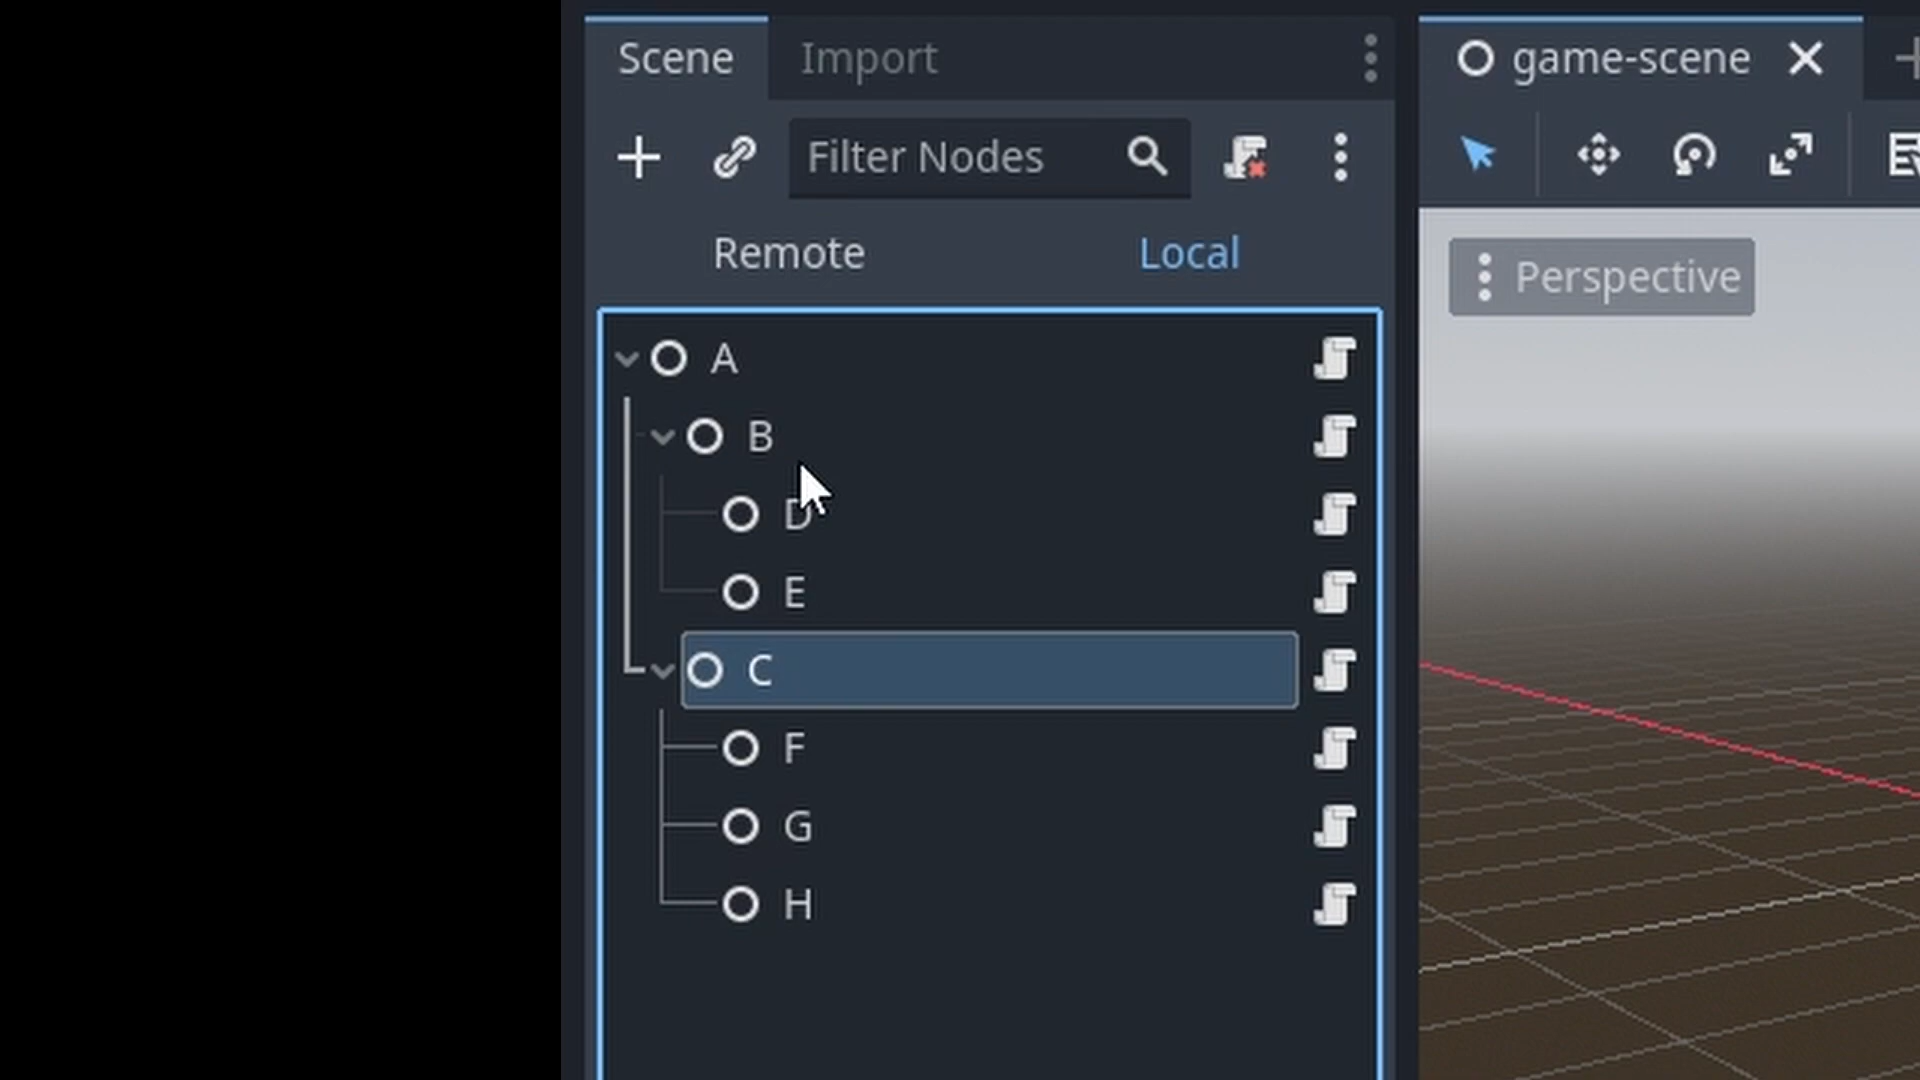 Scene Import
game-scene
Filter Nodes
Remote Local
Perspective
A
B
D
E
C
F
G
H